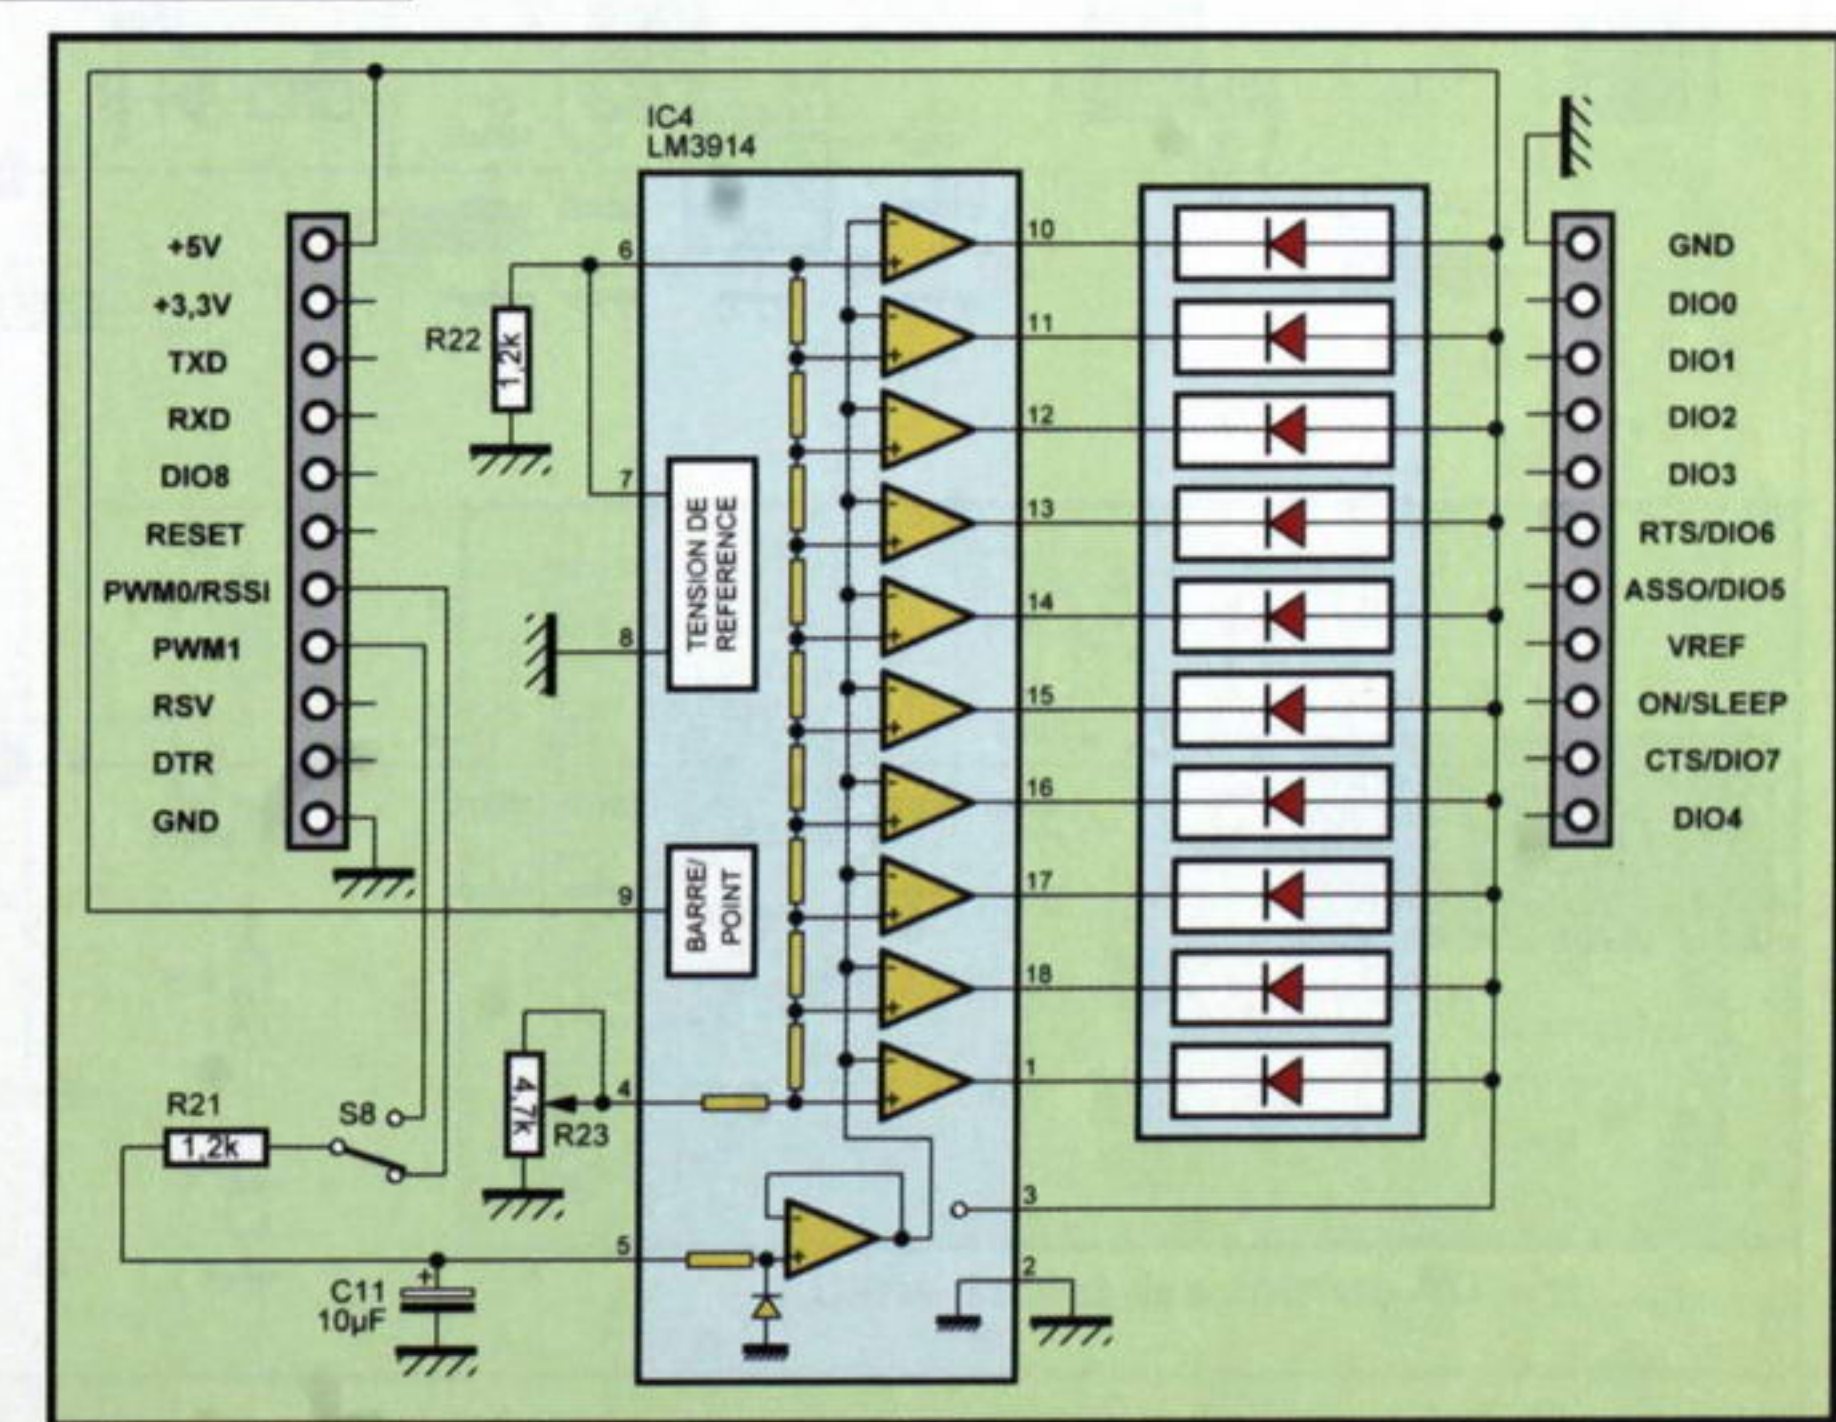 IC4
LM3914
+5V
+3,3V
TXD
RXD
DIO8
RESET
PWM0/RSSI
PWM1
RSV
DTR
GND
R22
1,2k
6
7
8
9
4
5
TENSION DE
REFERENCE
BARRE/
POINT
R21
1,2k
S8
4,7k
R23
C11
10µF
+
-
+
-
+
-
+
-
+
-
+
-
+
-
+
-
+
-
+
-
+
-
+
10
11
12
13
14
15
16
17
18
1
3
2
GND
DIO0
DIO1
DIO2
DIO3
RTS/DIO6
ASSO/DIO5
VREF
ON/SLEEP
CTS/DIO7
DIO4